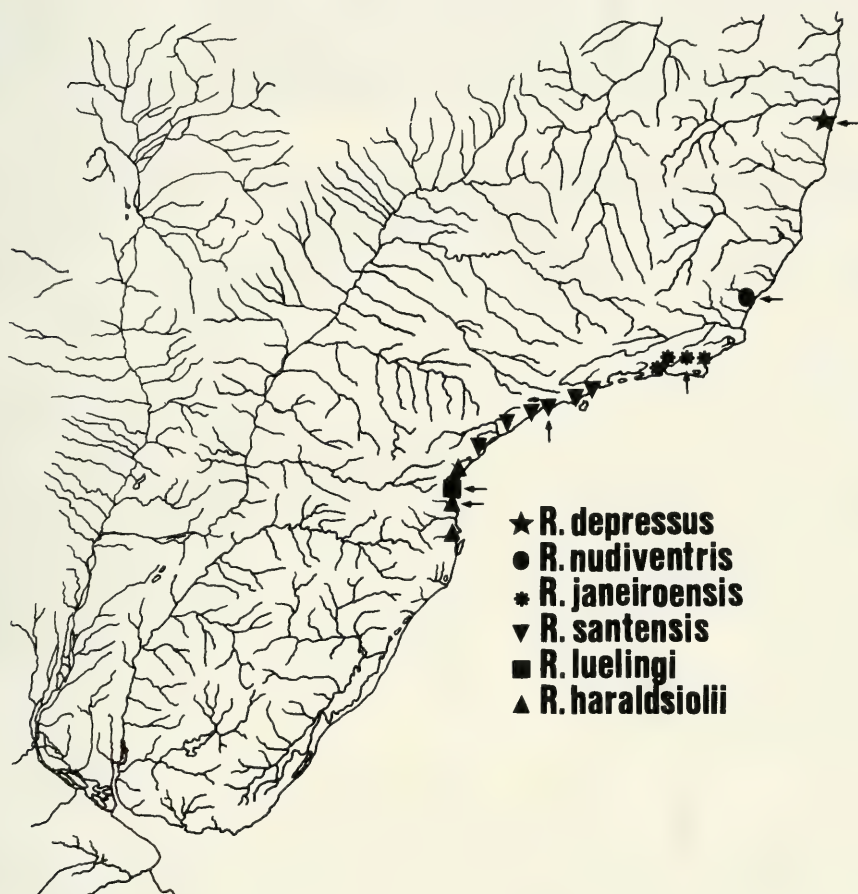 R. depressus
R. nudiventris
R. janeiroensis
R. santensis
R. luelingi
R. haraldsiolii